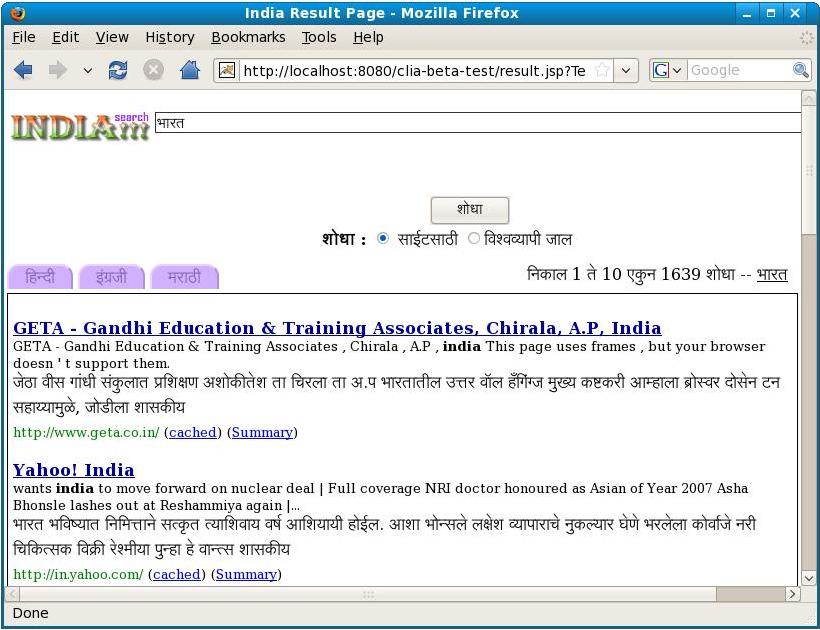 India Result Page - Mozilla Firefox
File Edit View History Bookmarks Tools Help
http://localhost:8080/clia-beta-test/result.jsp?Te
G Google
INDIA!!! search
भारत
शोधा
शोधा : साईटसाठी विश्वव्यापी जाल
हिन्दी इंग्रजी मराठी
निकाल 1 ते 10 एकुन 1639 शोधा -- भारत
GETA - Gandhi Education & Training Associates, Chirala, A.P, India
GETA - Gandhi Education & Training Associates , Chirala , A.P , india This page uses frames , but your browser
doesn ' t support them.
जेठा वीस गांधी संकुलात प्रशिक्षण अशोकीतेश ता चिरला ता अ.प भारतातील उत्तर वॉल हँगिंग्ज मुख्य कष्टकरी आम्हाला ब्रोस्वर दोसेन टन
सहाय्यामुळे, जोडीला शासकीय
http://www.geta.co.in/ (cached) (Summary)
Yahoo! India
wants india to move forward on nuclear deal | Full coverage NRI doctor honoured as Asian of Year 2007 Asha
Bhonsle lashes out at Reshammiya again |...
भारत भविष्यात निमित्ताने सत्कृत त्याशिवाय वर्ष आशियायी होईल. आशा भोन्सले लक्षेश व्यापाराचे नुकल्यार घेणे भरलेला कोर्वाजे नरी
चिकित्सक विक्री रेश्मीया पुन्हा हे वान्त्स शासकीय
http://in.yahoo.com/ (cached) (Summary)
Done